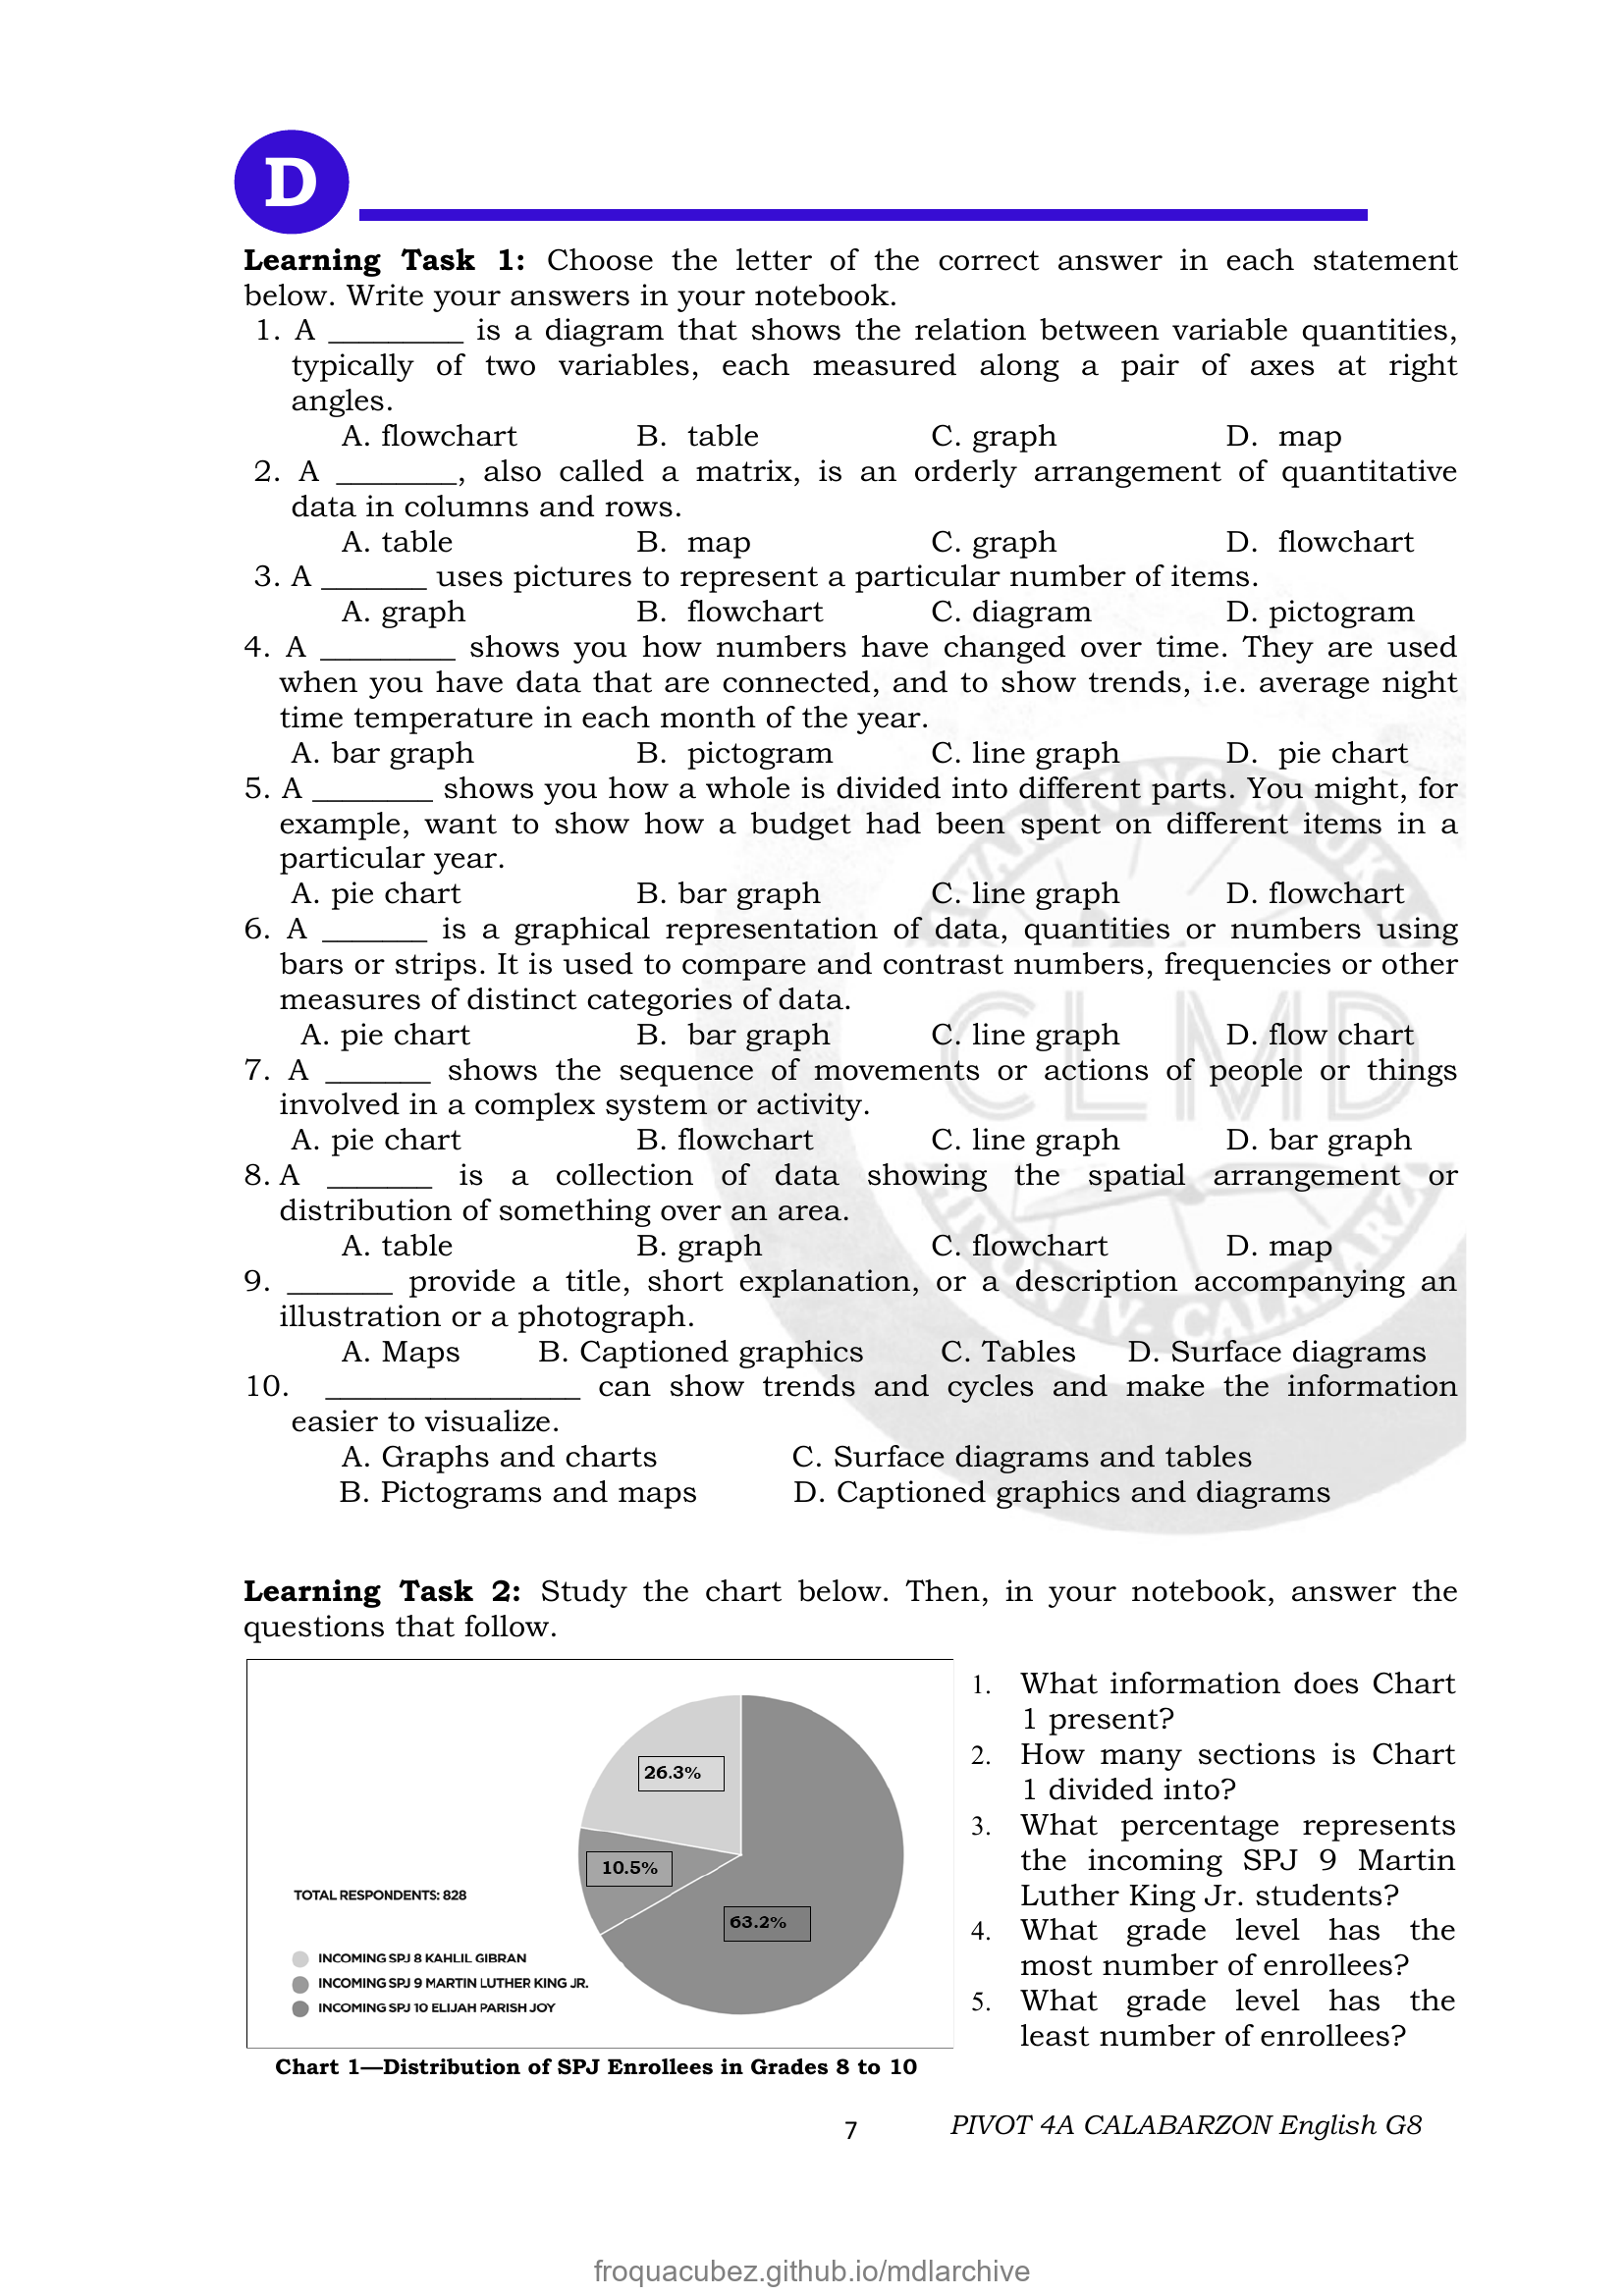 D
Learning Task 1: Choose the letter of the correct answer in each statement
below. Write your answers in your notebook.
1. A _________ is a diagram that shows the relation between variable quantities,
typically of two variables, each measured along a pair of axes at right
angles.
A. flowchart B. table C. graph D. map
2. A ________, also called a matrix, is an orderly arrangement of quantitative
data in columns and rows.
A. table B. map C. graph D. flowchart
3. A _______ uses pictures to represent a particular number of items.
A. graph B. flowchart C. diagram D. pictogram
4. A _________ shows you how numbers have changed over time. They are used
when you have data that are connected, and to show trends, i.e. average night
time temperature in each month of the year.
A. bar graph B. pictogram C. line graph D. pie chart
5. A ________ shows you how a whole is divided into different parts. You might, for
example, want to show how a budget had been spent on different items in a
particular year.
A. pie chart B. bar graph C. line graph D. flowchart
6. A _______ is a graphical representation of data, quantities or numbers using
bars or strips. It is used to compare and contrast numbers, frequencies or other
measures of distinct categories of data.
A. pie chart B. bar graph C. line graph D. flow chart
7. A _______ shows the sequence of movements or actions of people or things
involved in a complex system or activity.
A. pie chart B. flowchart C. line graph D. bar graph
8. A _______ is a collection of data showing the spatial arrangement or
distribution of something over an area.
A. table B. graph C. flowchart D. map
9. _______ provide a title, short explanation, or a description accompanying an
illustration or a photograph.
A. Maps B. Captioned graphics C. Tables D. Surface diagrams
10. _________________ can show trends and cycles and make the information
easier to visualize.
A. Graphs and charts C. Surface diagrams and tables
B. Pictograms and maps D. Captioned graphics and diagrams
CLMD
Learning Task 2: Study the chart below. Then, in your notebook, answer the
questions that follow.
26.3%
10.5%
63.2%
TOTAL RESPONDENTS: 828
INCOMING SPJ 8 KAHLIL GIBRAN
INCOMING SPJ 9 MARTIN LUTHER KING JR.
INCOMING SPJ 10 ELIJAH PARISH JOY
Chart 1—Distribution of SPJ Enrollees in Grades 8 to 10
1. What information does Chart
1 present?
2. How many sections is Chart
1 divided into?
3. What percentage represents
the incoming SPJ 9 Martin
Luther King Jr. students?
4. What grade level has the
most number of enrollees?
5. What grade level has the
least number of enrollees?
7
PIVOT 4A CALABARZON English G8
froquacubez.github.io/mdlarchive